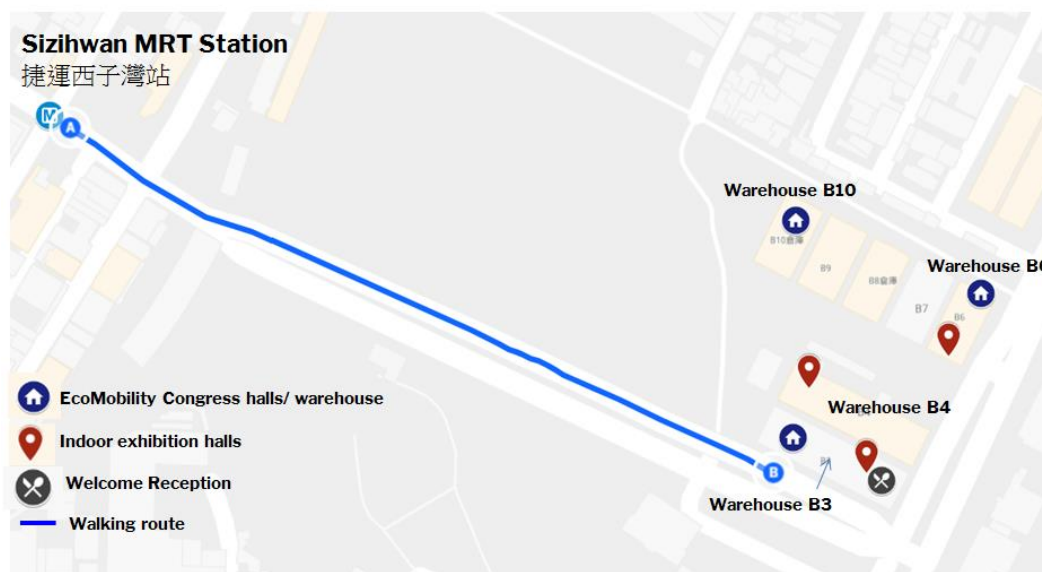 Sizihwan MRT Station
捷運西子灣站
M
A
Warehouse B10
B10倉庫
B9
B8倉庫
Warehouse B6
B7
B6
Warehouse B4
EcoMobility Congress halls/ warehouse
Indoor exhibition halls
B
Welcome Reception
Warehouse B3
Walking route